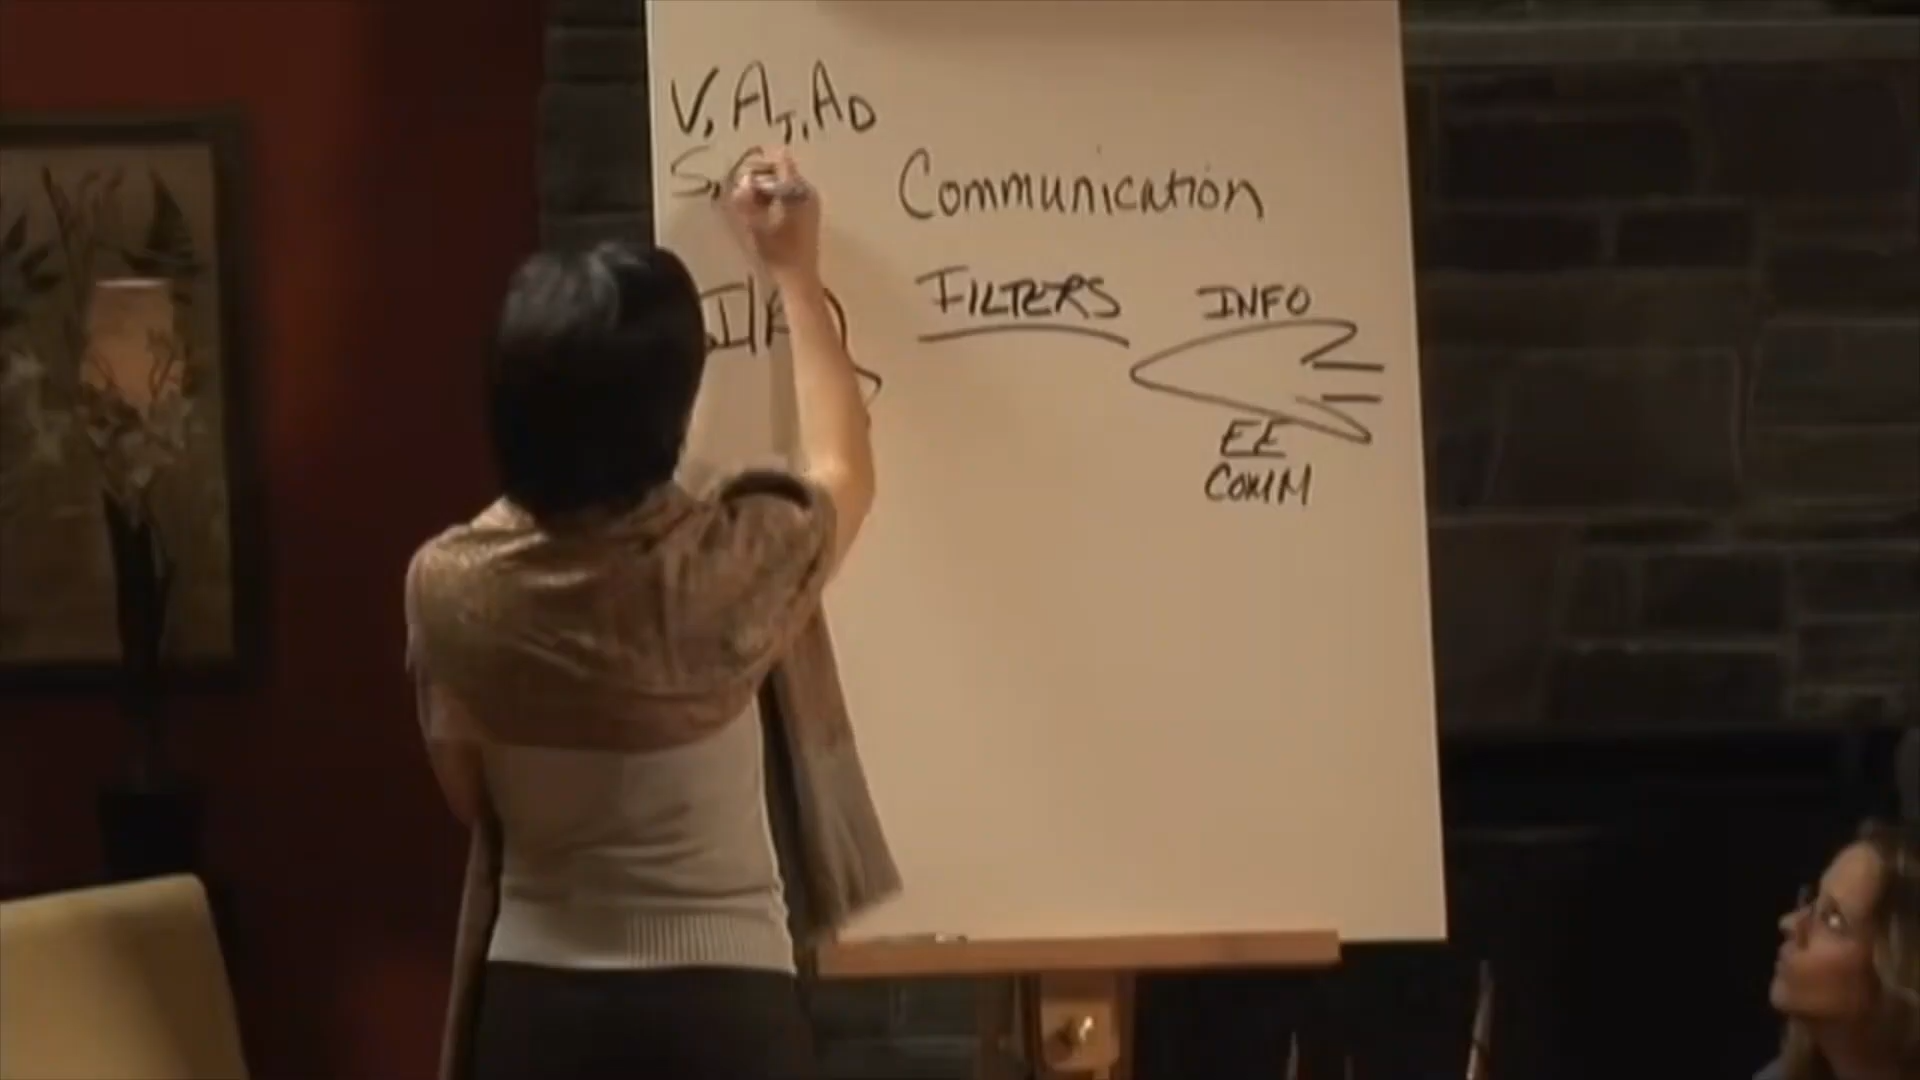 V, AT, AD
S,
Communication
FILTERS INFO
EE
COMM